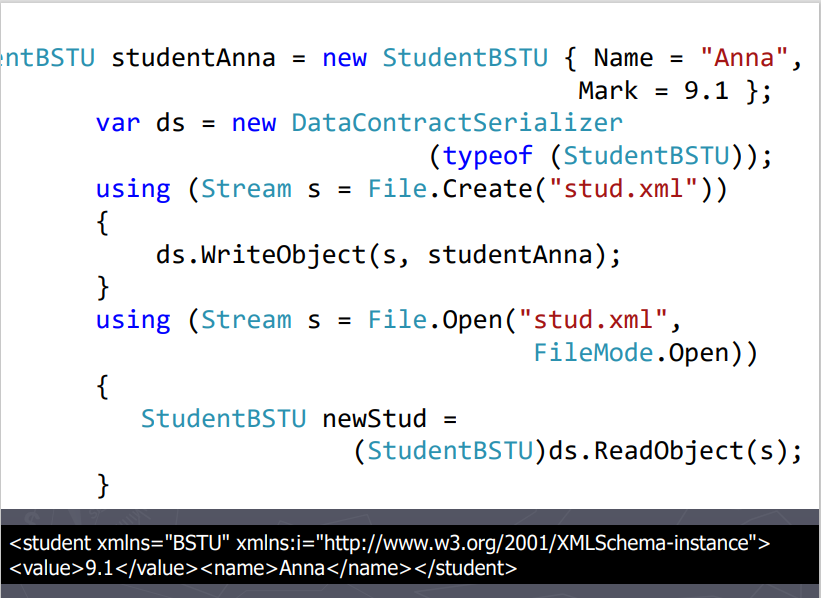 ntBSTU studentAnna = new StudentBSTU { Name = "Anna",
Mark = 9.1 };
var ds = new DataContractSerializer
(typeof (StudentBSTU));
using (Stream s = File.Create("stud.xml"))
{
ds.WriteObject(s, studentAnna);
}
using (Stream s = File.Open("stud.xml",
FileMode.Open))
{
StudentBSTU newStud =
(StudentBSTU)ds.ReadObject(s);
}
<student xmlns="BSTU" xmlns:i="http://www.w3.org/2001/XMLSchema-instance">
<value>9.1</value><name>Anna</name></student>